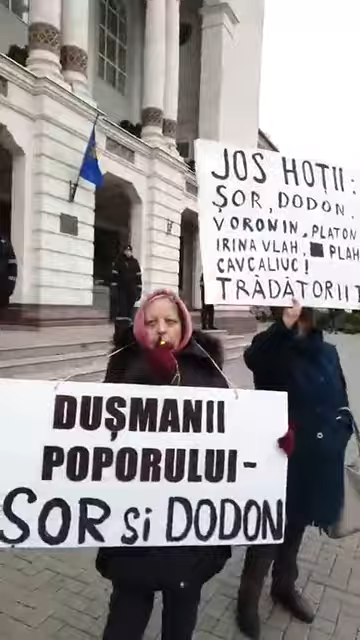 JOS HOȚII:
ȘOR, DODON,
VORONIN, PLATON
IRINA VLAH, PLAH
CAVCALIUC!
TRĂDĂTORII
DUȘMANII
POPORULUI-
ȘOR și DODON